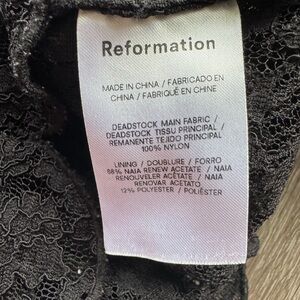 Reformation
MADE IN CHINA / FABRICADO EN
CHINA / FABRIQUÉ EN CHINE
DEADSTOCK MAIN FABRIC /
DEADSTOCK TISSU PRINCIPAL /
REMANENTE TEJIDO PRINCIPAL
100% NYLON
LINING / DOUBLURE / FORRO
88% NAIA RENEW ACETATE / NAIA
RENOUVELER ACÉTATE / NAIA
RENOVAR ACETATO
12% POLYESTER / POLIÉSTER